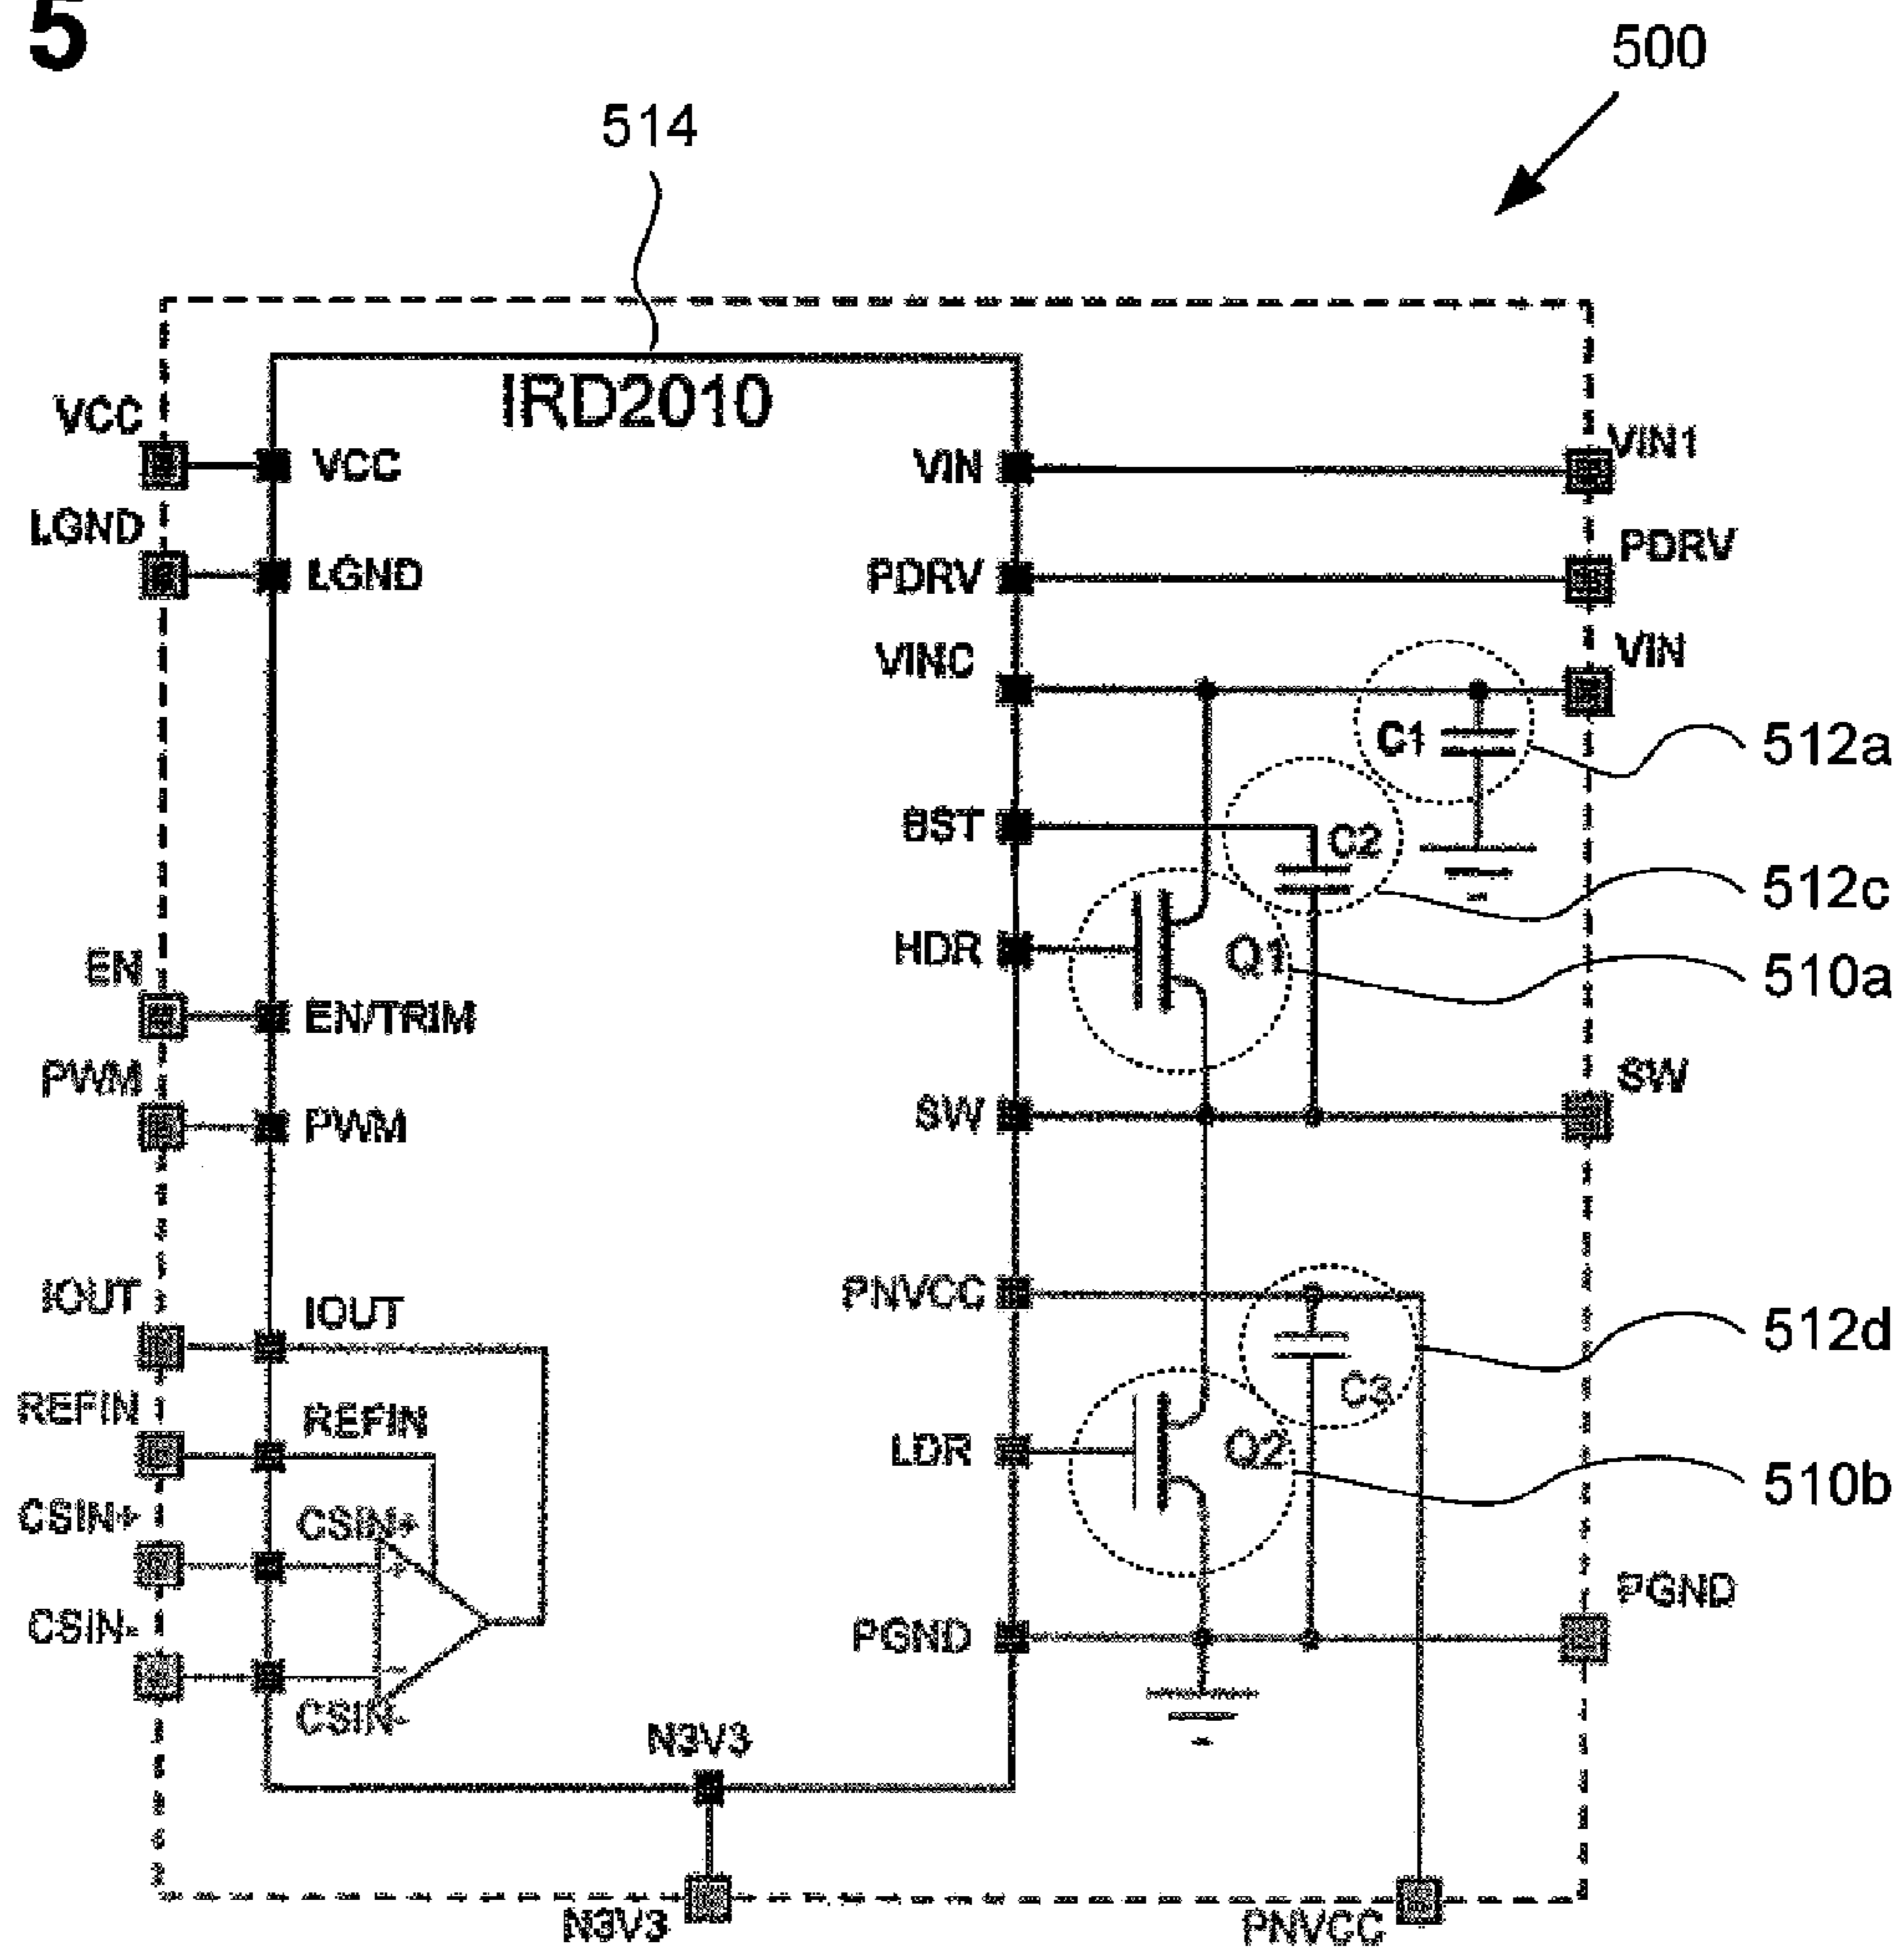 5
500
514
IRD2010
VCC
VCC
VIN
VIN1
LGND
LGND
PDRV
PDRV
VINC
VIN
C1
512a
BST
C2
512c
HDR
Q1
510a
EN
EN/TRIM
PWM
PWM
SW
SW
IOUT
IOUT
PNVCC
512d
C3
REFIN
REFIN
LDR
Q2
510b
CSIN+
CSIN+
+
CSIN-
-
CSIN-
PGND
PGND
N3V3
N3V3
PNVCC